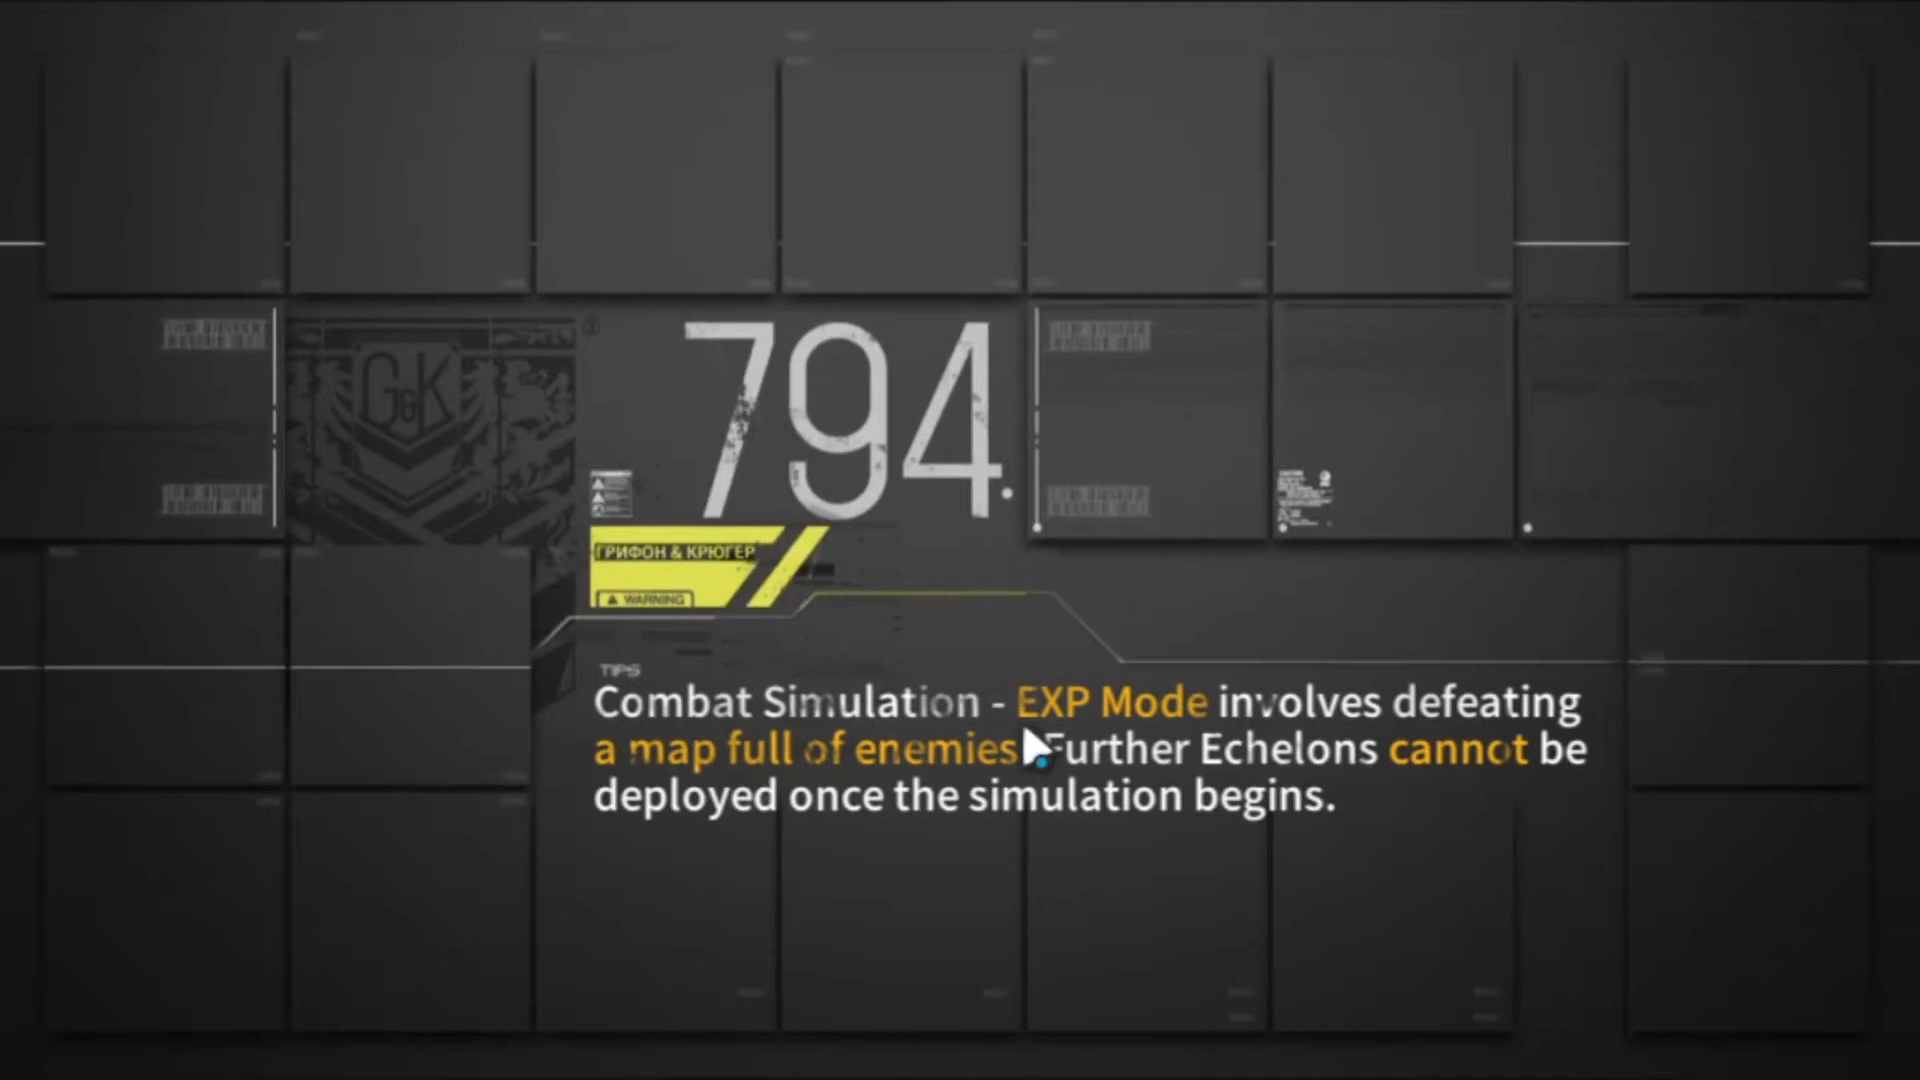 G&K
794.
ГРИФОН & КРЮГЕР
WARNING
TIPS
Combat Simulation - EXP Mode involves defeating
a map full of enemies Further Echelons cannot be
deployed once the simulation begins.